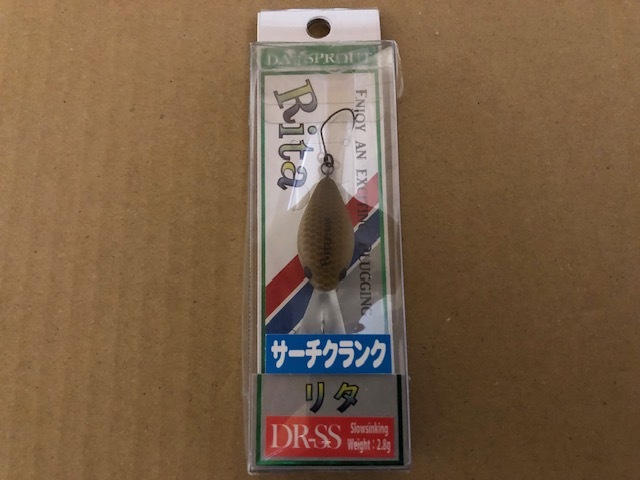 DAYSPROUT
Rita
ENJOY AN EXCITING PLUGGING
サーチクランク
リタ
DR-SS
Slowsinking
Weight：2.8g